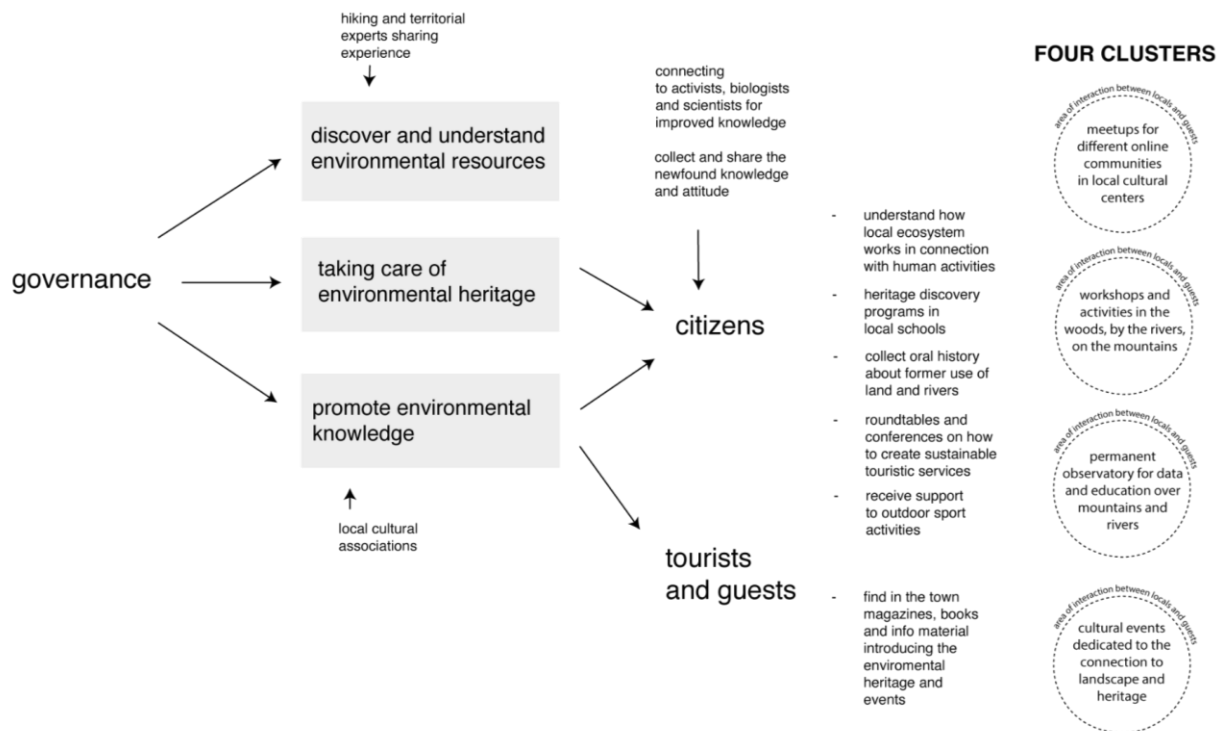 hiking and territorial
experts sharing
experience
discover and understand
environmental resources
governance
taking care of
environmental heritage
promote environmental
knowledge
local cultural
associations
connecting
to activists, biologists
and scientists for
improved knowledge
collect and share the
newfound knowledge
and attitude
citizens
tourists
and guests
- understand how
local ecosystem
works in connection
with human activities
- heritage discovery
programs in
local schools
- collect oral history
about former use of
land and rivers
- roundtables and
conferences on how
to create sustainable
touristic services
- receive support
to outdoor sport
activities
- find in the town
magazines, books
and info material
introducing the
enviromental
heritage and
events
FOUR CLUSTERS
area of interaction between locals and guests
meetups for
different online
communities
in local cultural
centers
area of interaction between locals and guests
workshops and
activities in the
woods, by the rivers,
on the mountains
area of interaction between locals and guests
permanent
observatory for data
and education over
mountains and
rivers
area of interaction between locals and guests
cultural events
dedicated to the
connection to
landscape and
heritage